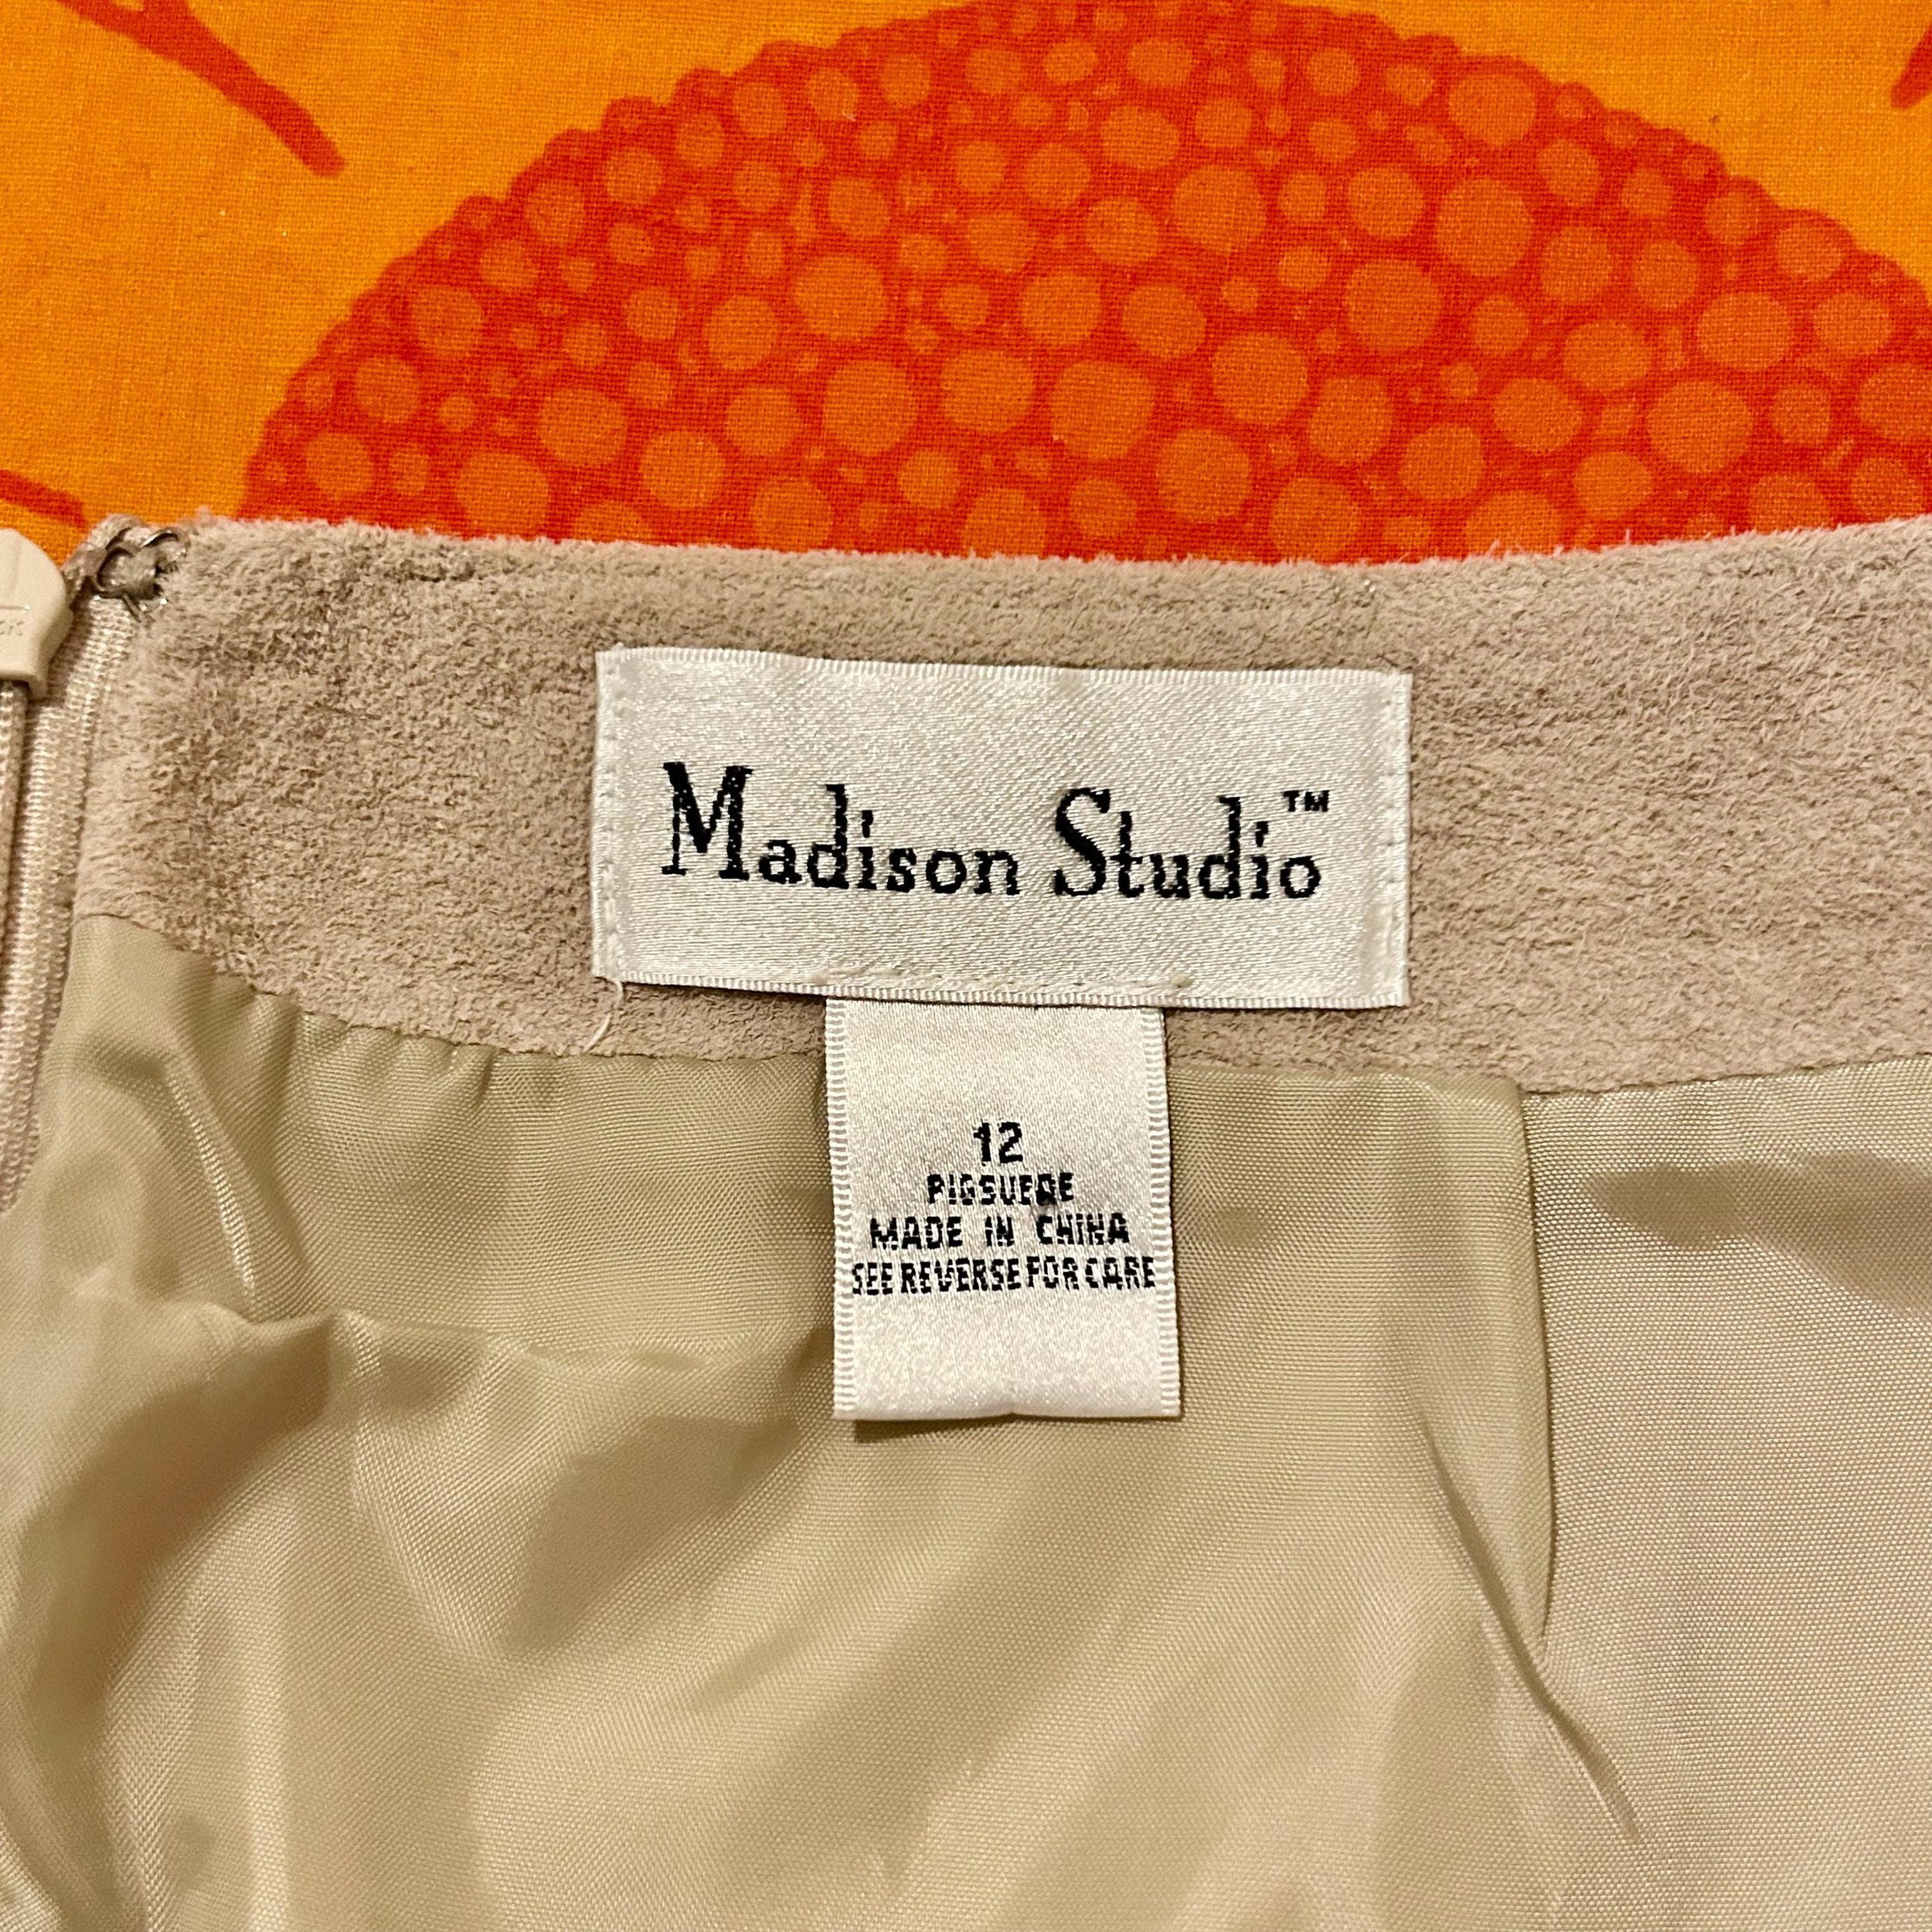 Madison Studio™
12
PIGSUEDE
MADE IN CHINA
SEE REVERSE FOR CARE